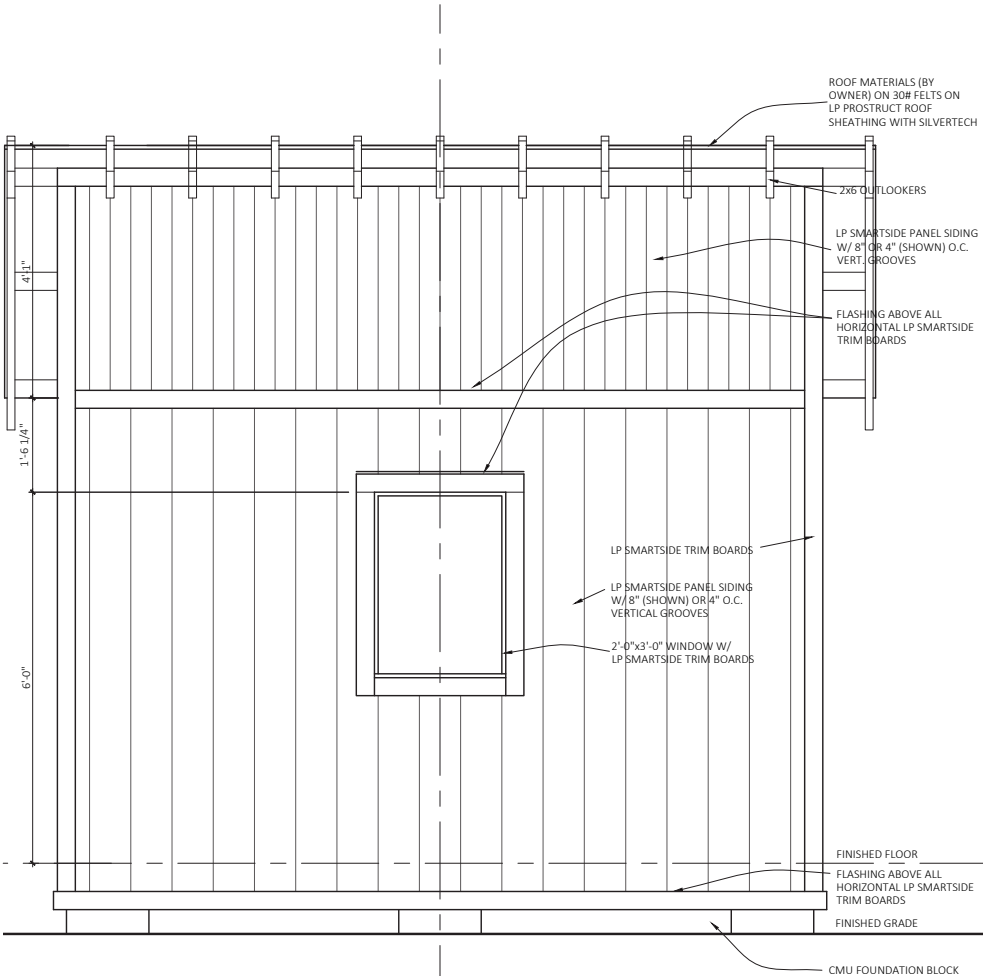 ROOF MATERIALS (BY
OWNER) ON 30# FELTS ON
LP PROSTRUCT ROOF
SHEATHING WITH SILVERTECH
2x6 OUTLOOKERS
LP SMARTSIDE PANEL SIDING
W/ 8" OR 4" (SHOWN) O.C.
VERT. GROOVES
4'-1"
FLASHING ABOVE ALL
HORIZONTAL LP SMARTSIDE
TRIM BOARDS
1'-6 1/4"
LP SMARTSIDE TRIM BOARDS
LP SMARTSIDE PANEL SIDING
W/ 8" (SHOWN) OR 4" O.C.
VERTICAL GROOVES
2'-0"x3'-0" WINDOW W/
LP SMARTSIDE TRIM BOARDS
6'-0"
FINISHED FLOOR
FLASHING ABOVE ALL
HORIZONTAL LP SMARTSIDE
TRIM BOARDS
FINISHED GRADE
CMU FOUNDATION BLOCK